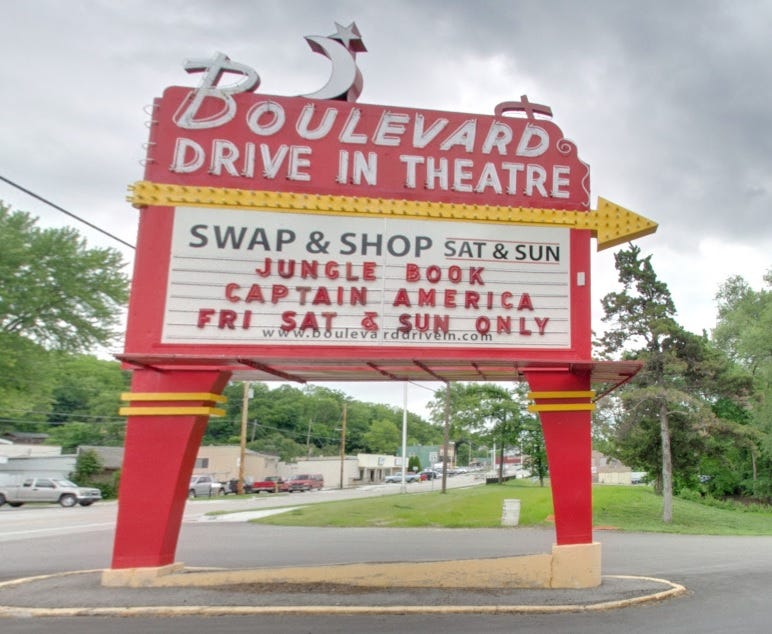 BOULEVARD
DRIVE IN THEATRE
SWAP & SHOP SAT & SUN
JUNGLE BOOK
CAPTAIN AMERICA
FRI SAT & SUN ONLY
www.boulevarddrivein.com